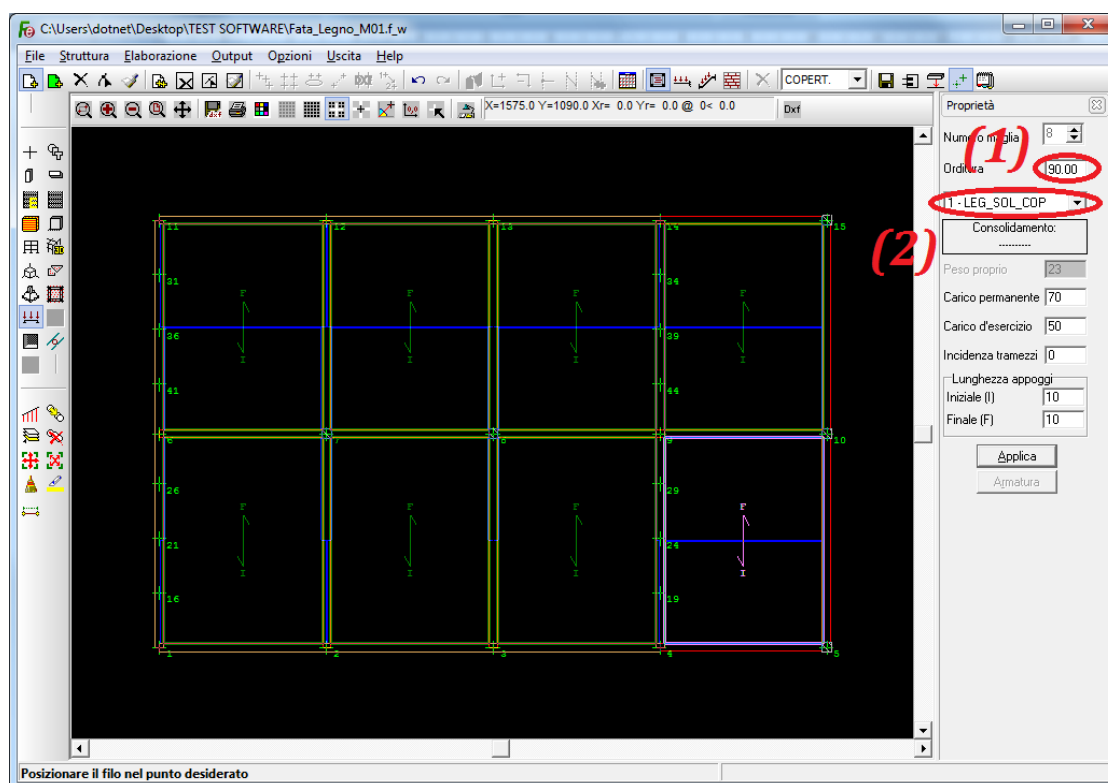 C:\Users\dotnet\Desktop\TEST SOFTWARE\Fata_Legno_M01.f_w
File Struttura Elaborazione Output Opzioni Uscita Help
COPERT.
X=1575.0 Y=1090.0 Xr= 0.0 Yr= 0.0 @ 0< 0.0
Dxf
Proprietà
Numero maglia 8
(1)
Orditura 90.00
1 - LEG_SOL_COP
(2)
Consolidamento:
----------
Peso proprio 23
Carico permanente 70
Carico d'esercizio 50
Incidenza tramezzi 0
Lunghezza appoggi
Iniziale (I) 10
Finale (F) 10
Applica
Armatura
11 12 13 14 15
31 34
F F F F
36 39
I I I I
41 44
6 7 8 9 10
26 29
F F F F
21 24
I I I I
16 19
1 2 3 4 5
Posizionare il filo nel punto desiderato